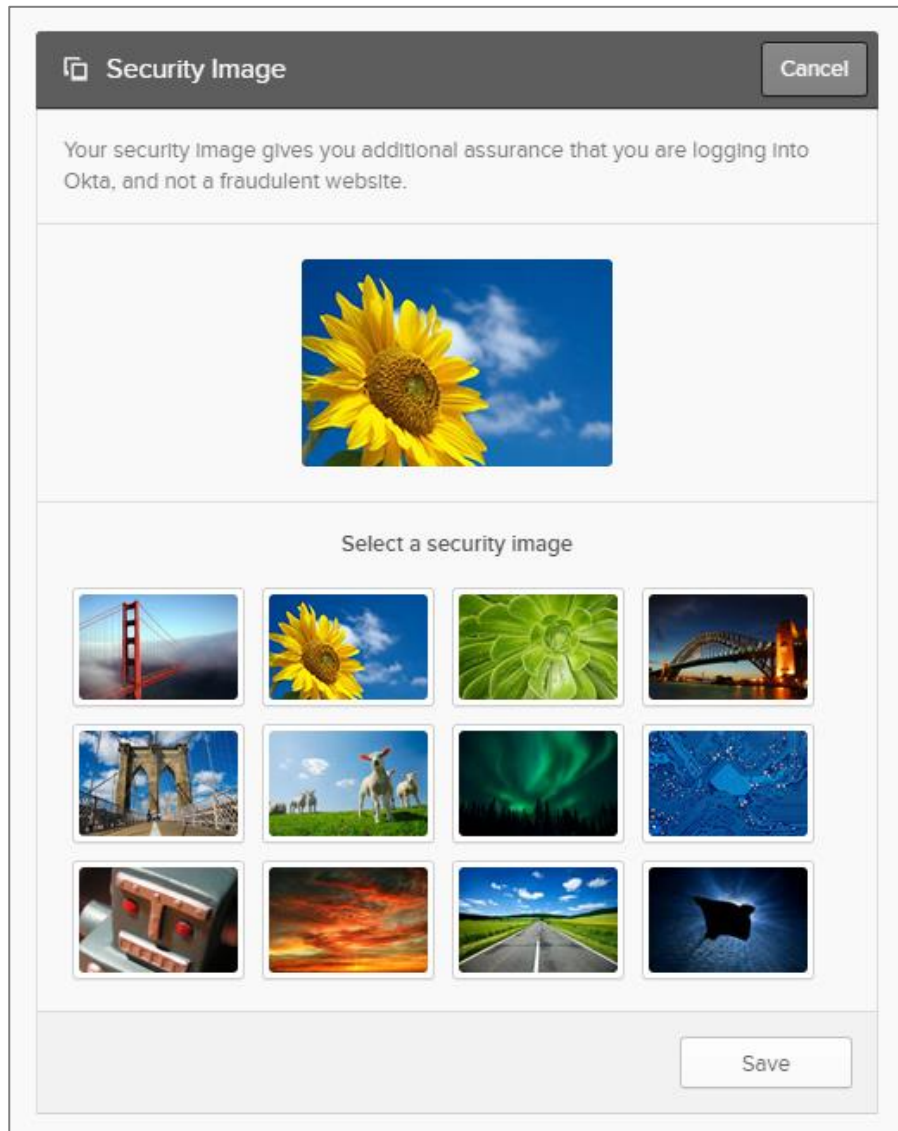 Security Image
Cancel
Your security image gives you additional assurance that you are logging into
Okta, and not a fraudulent website.
Select a security image
Save